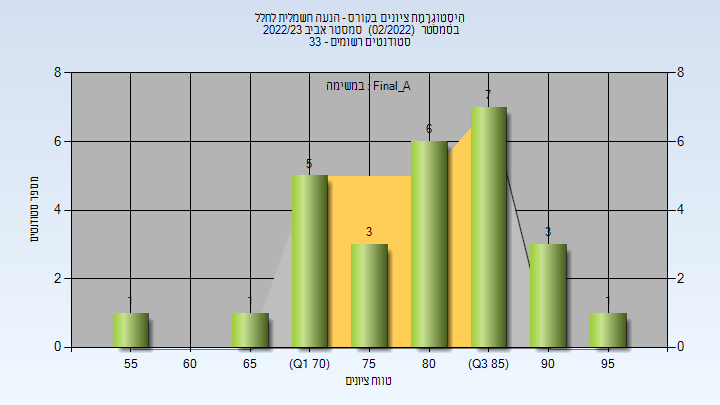 הִיסְטוֹגְרָמַת ציונים בקורס - הנעה חשמלית לחלל
בסמסטר (02/2022) סמסטר אביב 2022/23
סטודנטים רשומים - 33
במשימה : Final_A
8 8
6 6
4 4
2 2
0 0
1 1 5 3 6 7 3 1
מספר סטודנטים
55 60 65 (Q1 70) 75 80 (Q3 85) 90 95
טווח ציונים